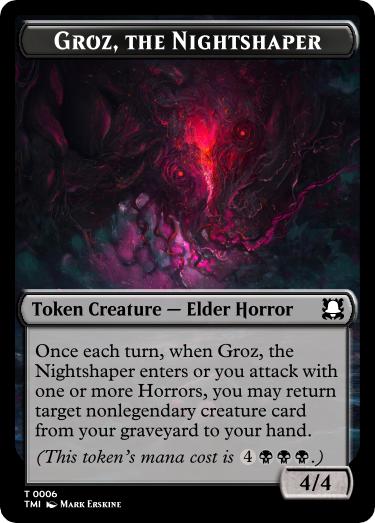 Groz, the Nightshaper
Token Creature — Elder Horror
Once each turn, when Groz, the
Nightshaper enters or you attack with
one or more Horrors, you may return
target nonlegendary creature card
from your graveyard to your hand.
(This token's mana cost is 4.)
4/4
T 0006
TMI Mark Erskine